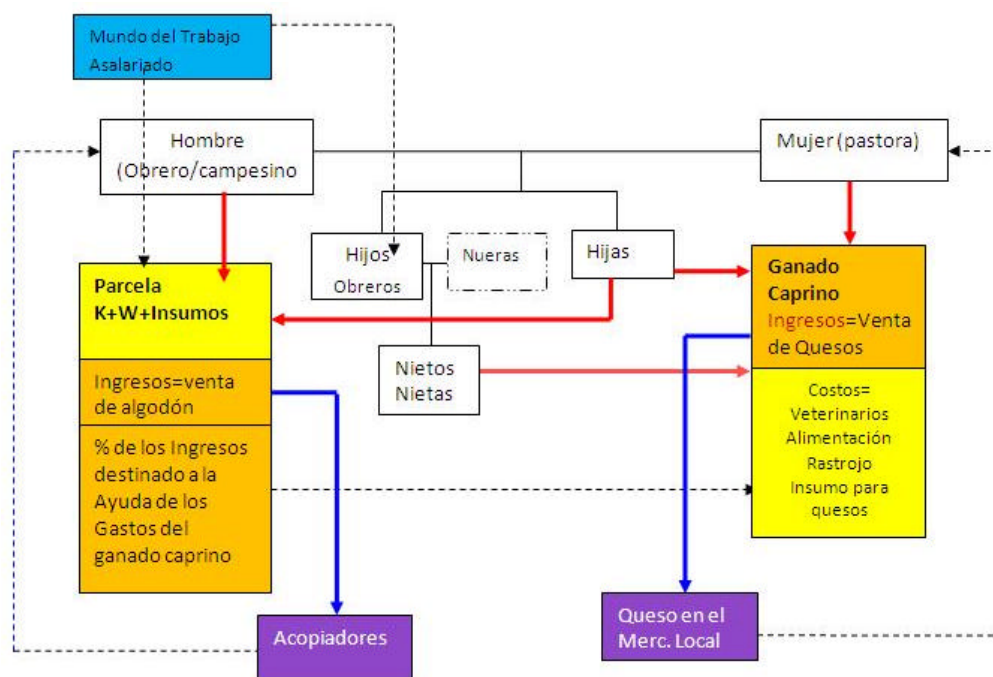 Mundo del Trabajo
Asalariado
Hombre
(Obrero/campesino
Mujer (pastora)
Hijos
Obreros
Nueras
Hijas
Parcela
K+W+Insumos
Ganado
Caprino
Ingresos=Venta
de Quesos
Nietos
Nietas
Ingresos=venta
de algodón
% de los Ingresos
destinado a la
Ayuda de los
Gastos del
ganado caprino
Costos=
Veterinarios
Alimentación
Rastrojo
Insumo para
quesos
Acopiadores
Queso en el
Merc. Local